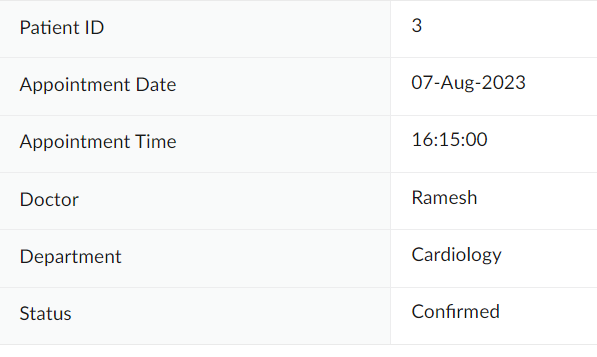 Patient ID 3
Appointment Date 07-Aug-2023
Appointment Time 16:15:00
Doctor Ramesh
Department Cardiology
Status Confirmed